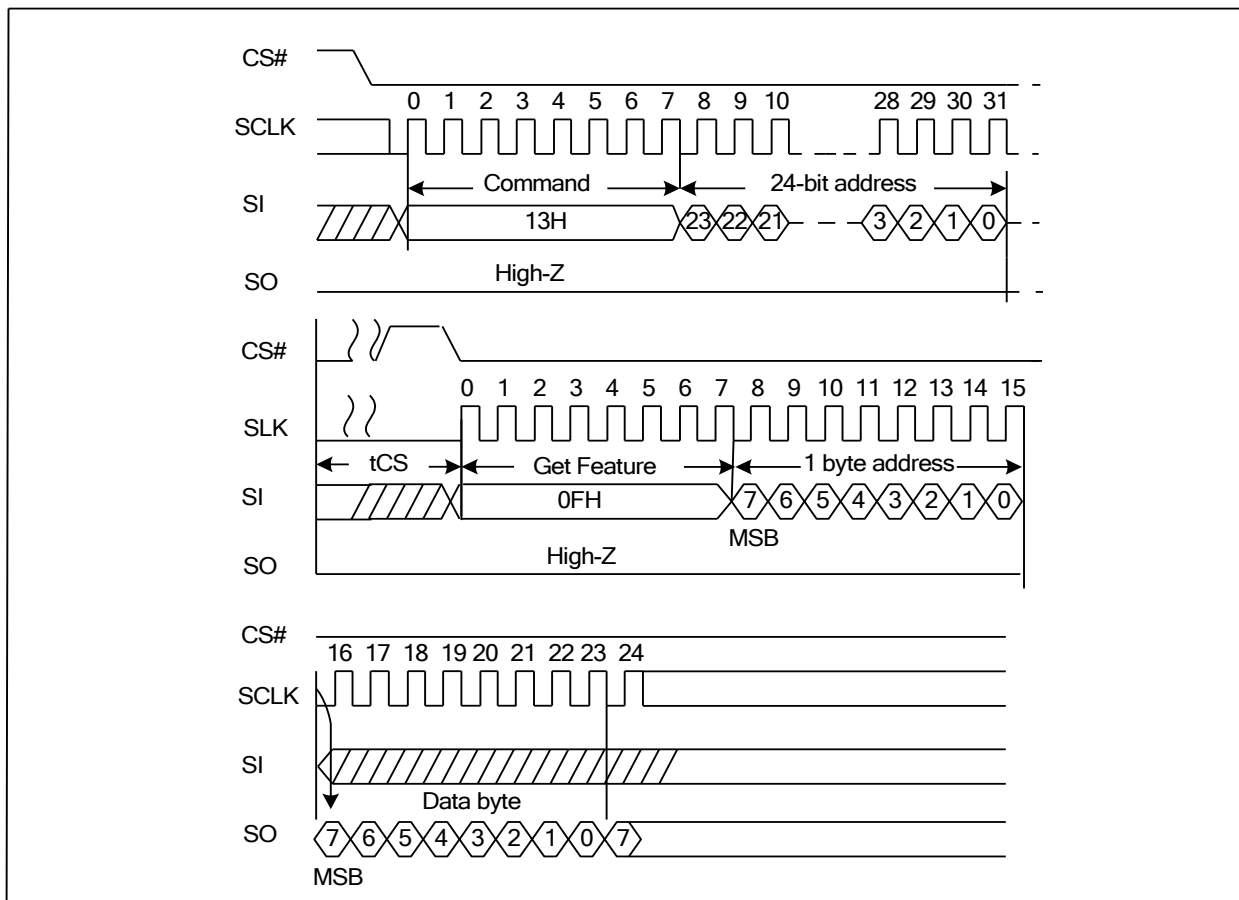 CS#
0 1 2 3 4 5 6 7 8 9 10 28 29 30 31
SCLK
Command 24-bit address
SI
13H 23 22 21 3 2 1 0
High-Z
SO
CS#
0 1 2 3 4 5 6 7 8 9 10 11 12 13 14 15
SLK
tCS Get Feature 1 byte address
SI
0FH 7 6 5 4 3 2 1 0
MSB
High-Z
SO
CS#
16 17 18 19 20 21 22 23 24
SCLK
SI
Data byte
SO 7 6 5 4 3 2 1 0 7
MSB